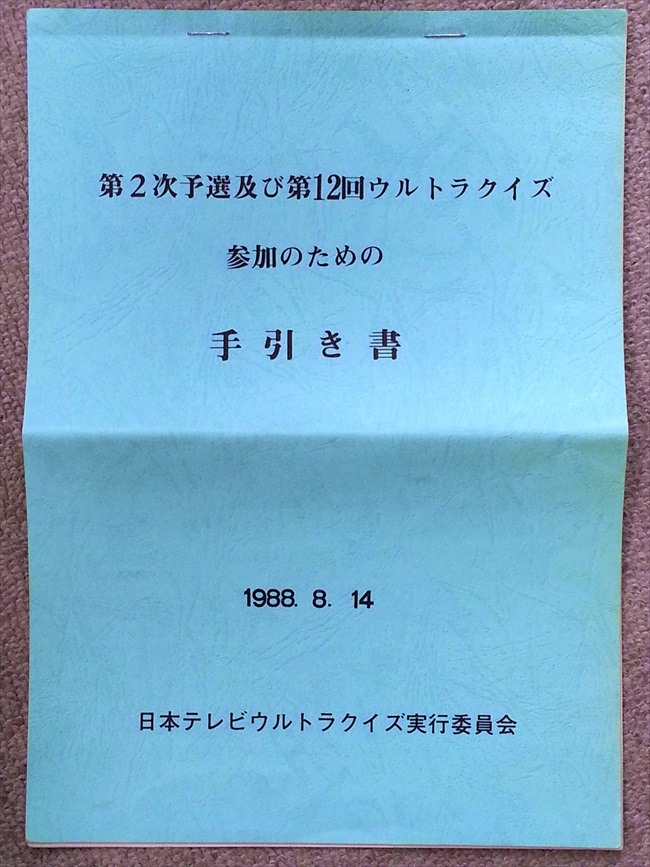 第2次予選及び第12回ウルトラクイズ
参加のための
手引き書
1988. 8. 14
日本テレビウルトラクイズ実行委員会